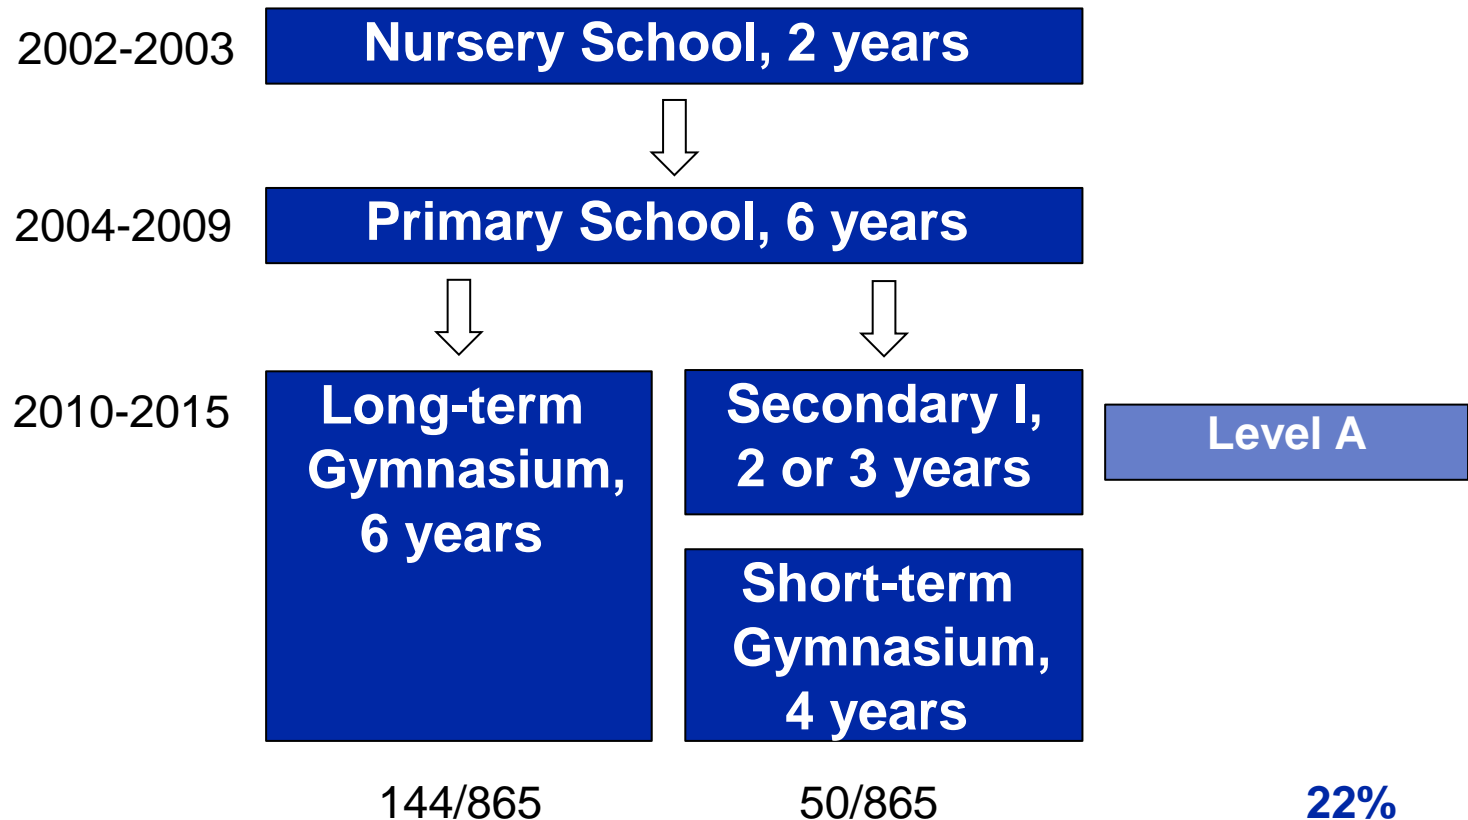 2002-2003
Nursery School, 2 years
2004-2009
Primary School, 6 years
2010-2015
Long-term
Gymnasium,
6 years
Secondary I,
2 or 3 years
Level A
Short-term
Gymnasium,
4 years
144/865
50/865
22%